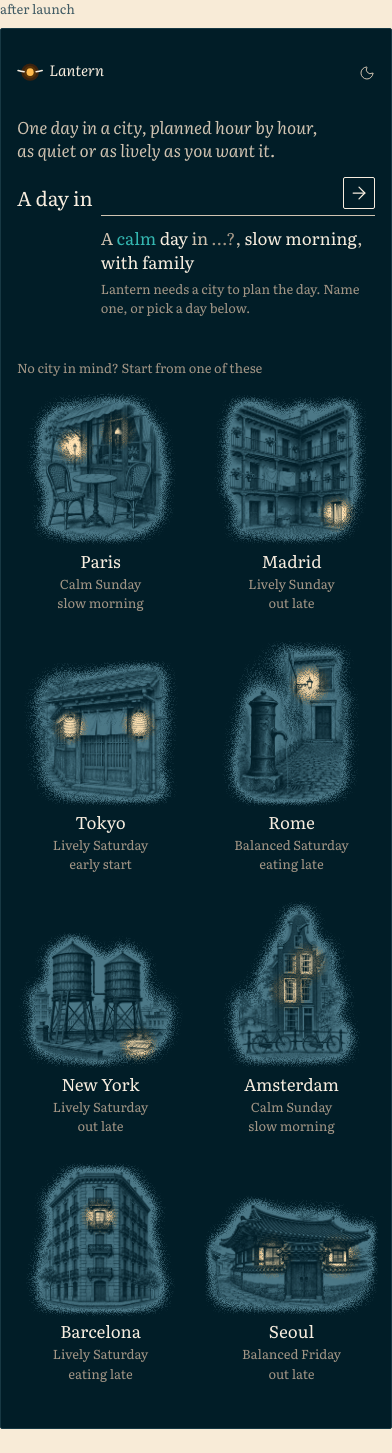 after launch
Lantern
One day in a city, planned hour by hour,
as quiet or as lively as you want it.
A day in
A calm day in …?, slow morning,
with family
Lantern needs a city to plan the day. Name
one, or pick a day below.
No city in mind? Start from one of these
Paris
Calm Sunday
slow morning
Madrid
Lively Sunday
out late
Tokyo
Lively Saturday
early start
Rome
Balanced Saturday
eating late
New York
Lively Saturday
out late
Amsterdam
Calm Sunday
slow morning
Barcelona
Lively Saturday
eating late
Seoul
Balanced Friday
out late